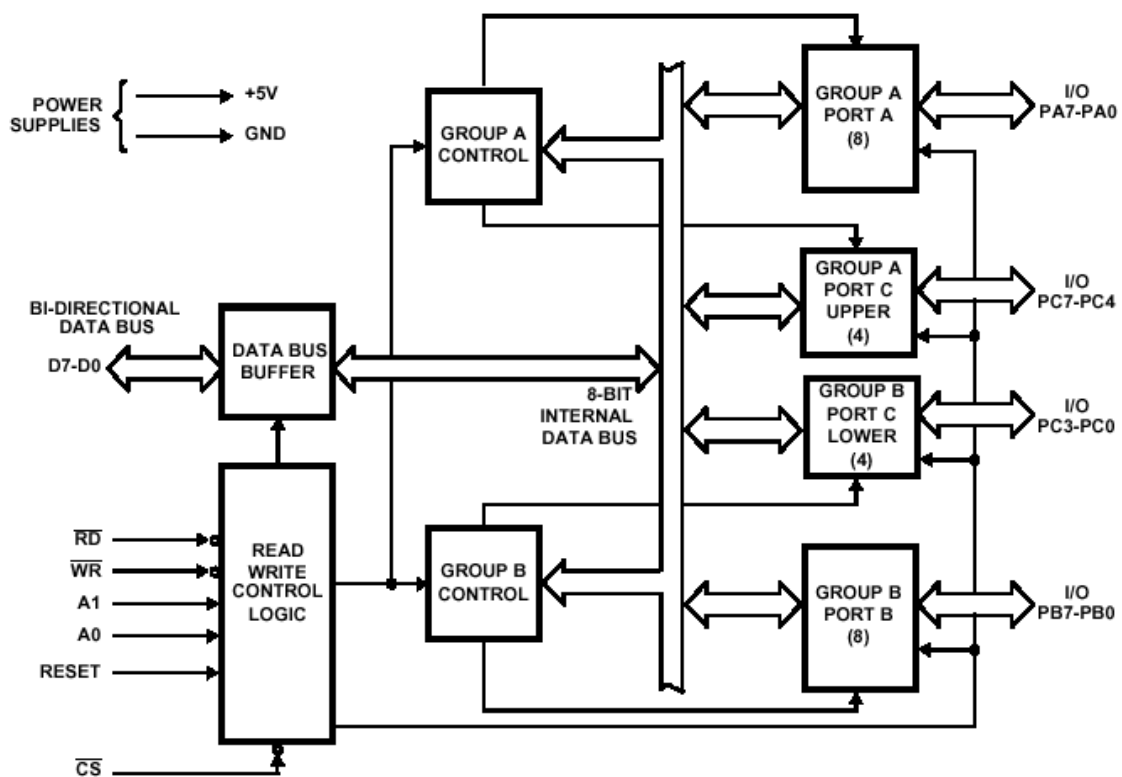 POWER
SUPPLIES
+5V
GND
GROUP A
CONTROL
GROUP A
PORT A
(8)
I/O
PA7-PA0
GROUP A
PORT C
UPPER
(4)
I/O
PC7-PC4
BI-DIRECTIONAL
DATA BUS
D7-D0
DATA BUS
BUFFER
8-BIT
INTERNAL
DATA BUS
GROUP B
PORT C
LOWER
(4)
I/O
PC3-PC0
RD
WR
A1
A0
RESET
CS
READ
WRITE
CONTROL
LOGIC
GROUP B
CONTROL
GROUP B
PORT B
(8)
I/O
PB7-PB0